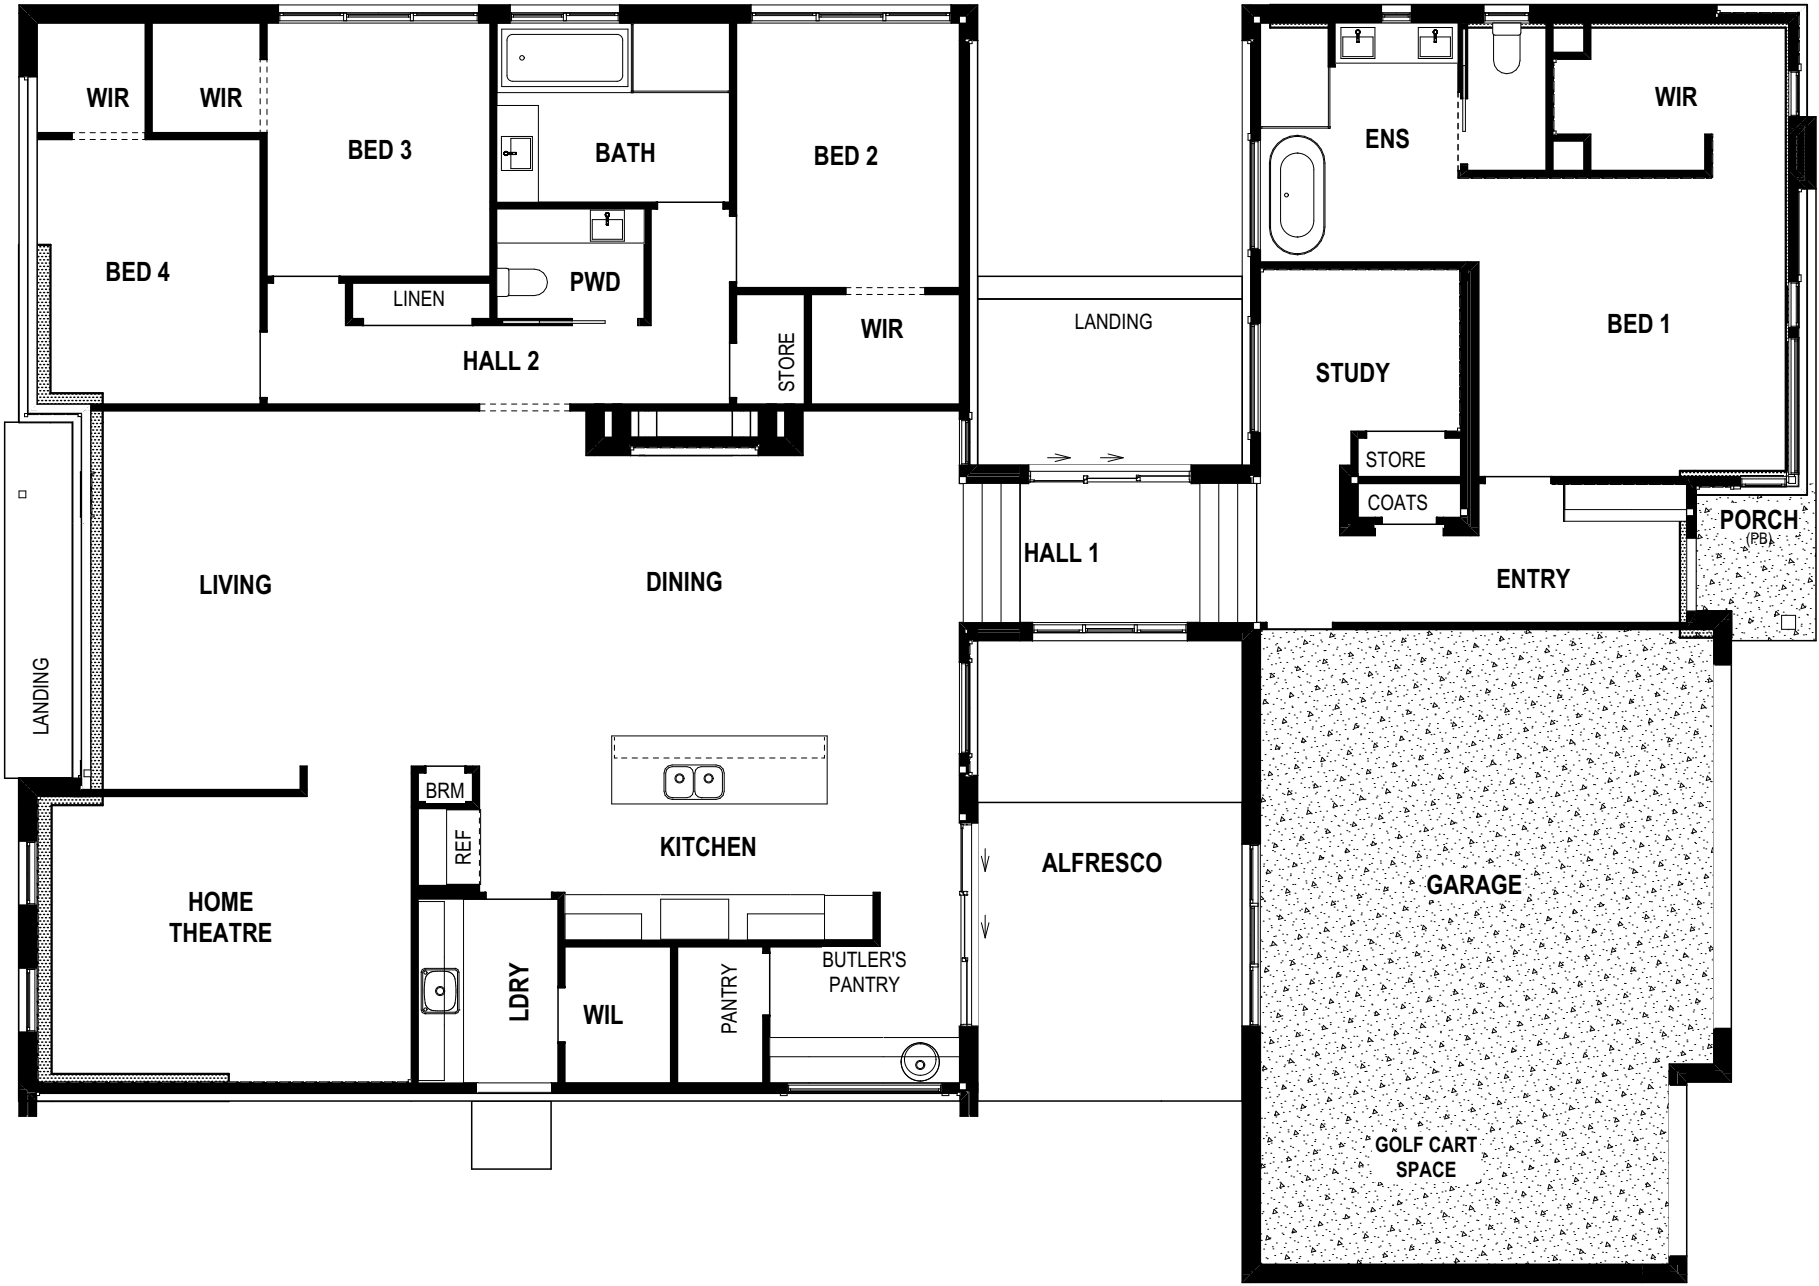 WIR
WIR
BED 3
BATH
BED 2
ENS
WIR
BED 4
LINEN
PWD
WIR
LANDING
BED 1
HALL 2
STORE
STUDY
STORE
COATS
PORCH
(PB)
HALL 1
ENTRY
LIVING
DINING
LANDING
BRM
REF
KITCHEN
ALFRESCO
GARAGE
HOME
THEATRE
LDRY
WIL
PANTRY
BUTLER'S
PANTRY
GOLF CART
SPACE